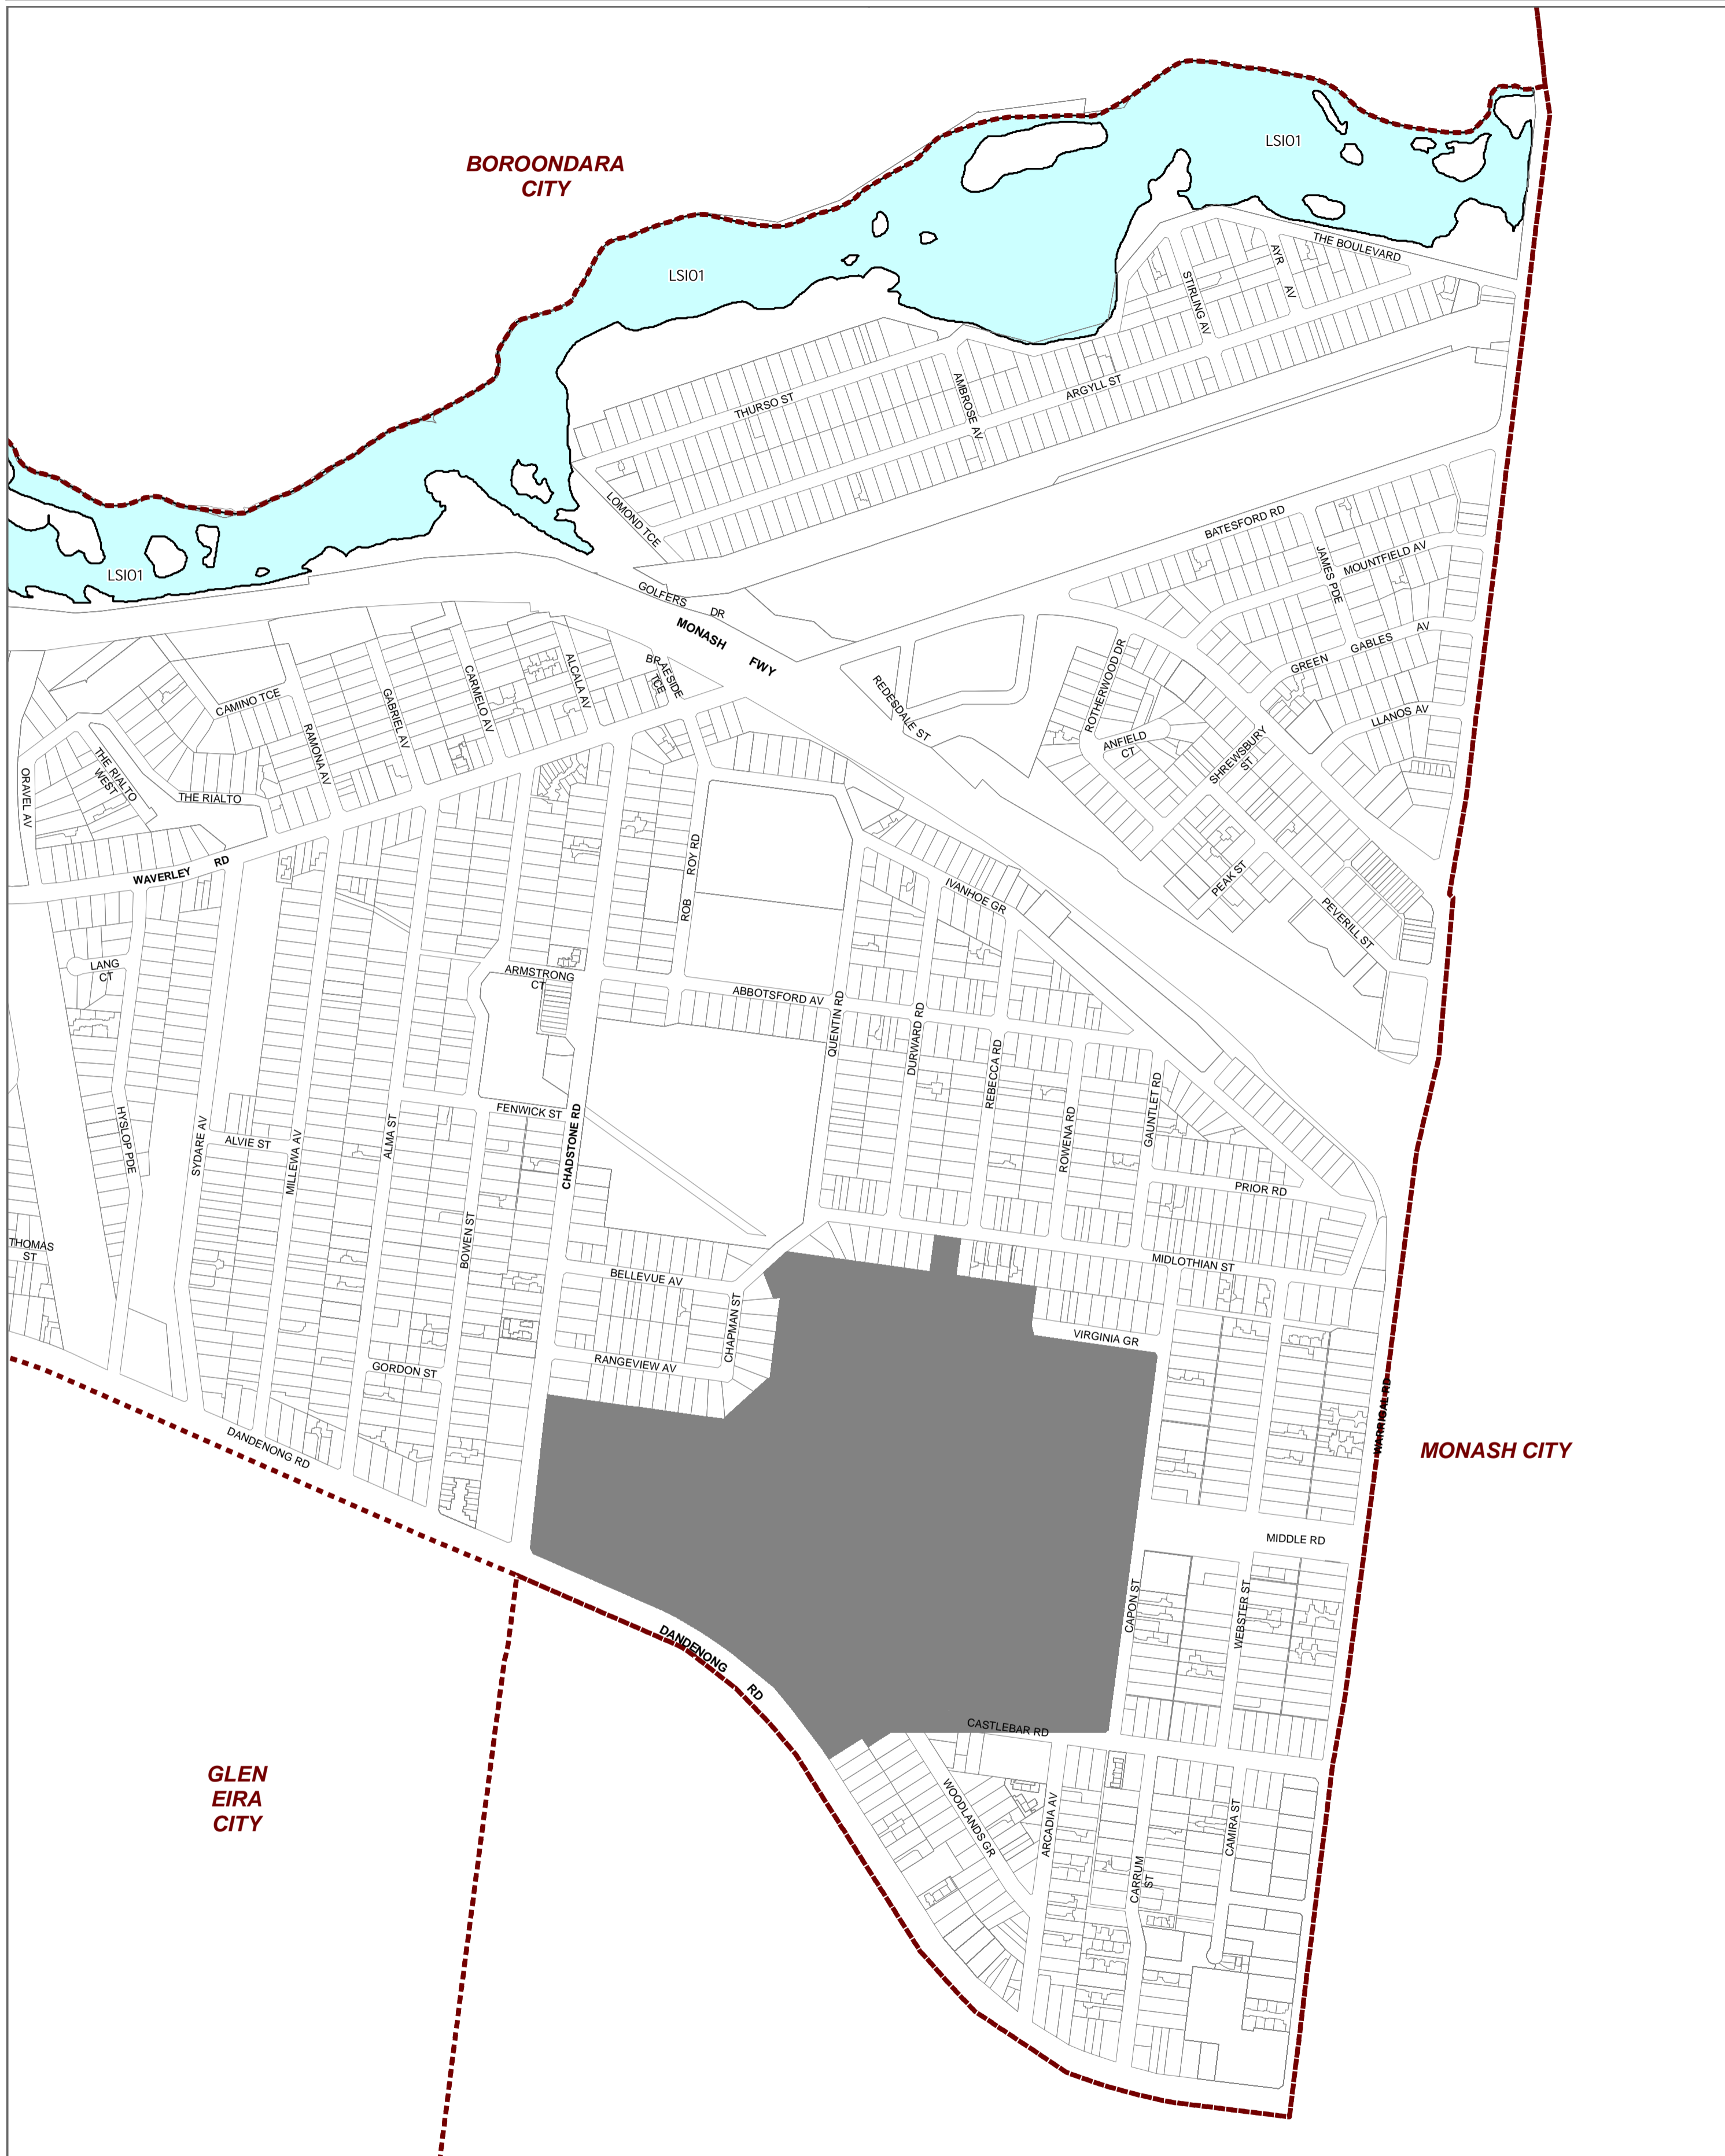 BOROONDARA
CITY
LSIO1
LSIO1
LSIO1
THE BOULEVARD
AYR
AV
STIRLING AV
ARGYLL ST
AMBROSE AV
THURSO ST
LOMOND TCE
GOLFERS DR
MONASH FWY
BATESFORD RD
JAMES PDE
MOUNTFIELD AV
GREEN GABLES AV
LLANOS AV
ROTHERWOOD DR
ANFIELD
CT
SHREWSBURY
ST
PEAK ST
PEVERILL ST
REDESDALE ST
BRAESIDE
TCE
ALCALA AV
CARMELO AV
GABRIEL AV
RAMONA AV
CAMINO TCE
THE RIALTO
WEST
THE RIALTO
ORAVEL AV
WAVERLEY RD
LANG
CT
ARMSTRONG
CT
ROB ROY RD
IVANHOE GR
ABBOTSFORD AV
QUENTIN RD
DURWARD RD
REBECCA RD
ROWENA RD
GAUNTLET RD
PRIOR RD
MIDLOTHIAN ST
VIRGINIA GR
FENWICK ST
CHADSTONE RD
HYSLOP PDE
SYDARE AV
ALVIE ST
MILLEWA AV
ALMA ST
BOWEN ST
THOMAS
ST
BELLEVUE AV
CHAPMAN ST
RANGEVIEW AV
GORDON ST
DANDENONG RD
WARRIGAL RD
MONASH CITY
MIDDLE RD
CAPON ST
WEBSTER ST
DANDENONG RD
CASTLEBAR RD
WOODLANDS GR
ARCADIA AV
CARRUM
ST
CAMIRA ST
GLEN
EIRA
CITY